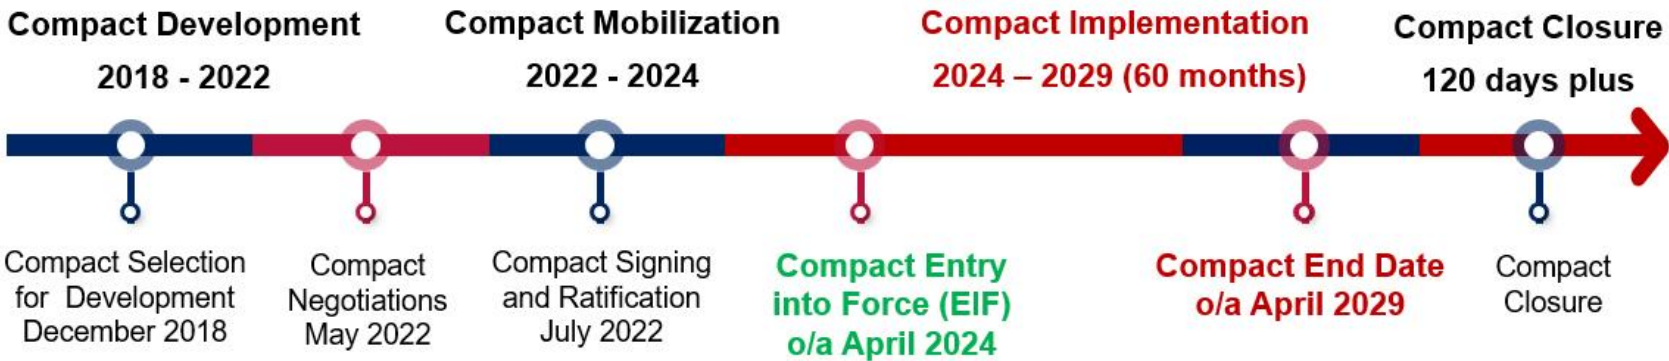 Compact Development
2018 - 2022
Compact Mobilization
2022 - 2024
Compact Implementation
2024 – 2029 (60 months)
Compact Closure
120 days plus
Compact Selection
for Development
December 2018
Compact
Negotiations
May 2022
Compact Signing
and Ratification
July 2022
Compact Entry
into Force (EIF)
o/a April 2024
Compact End Date
o/a April 2029
Compact
Closure